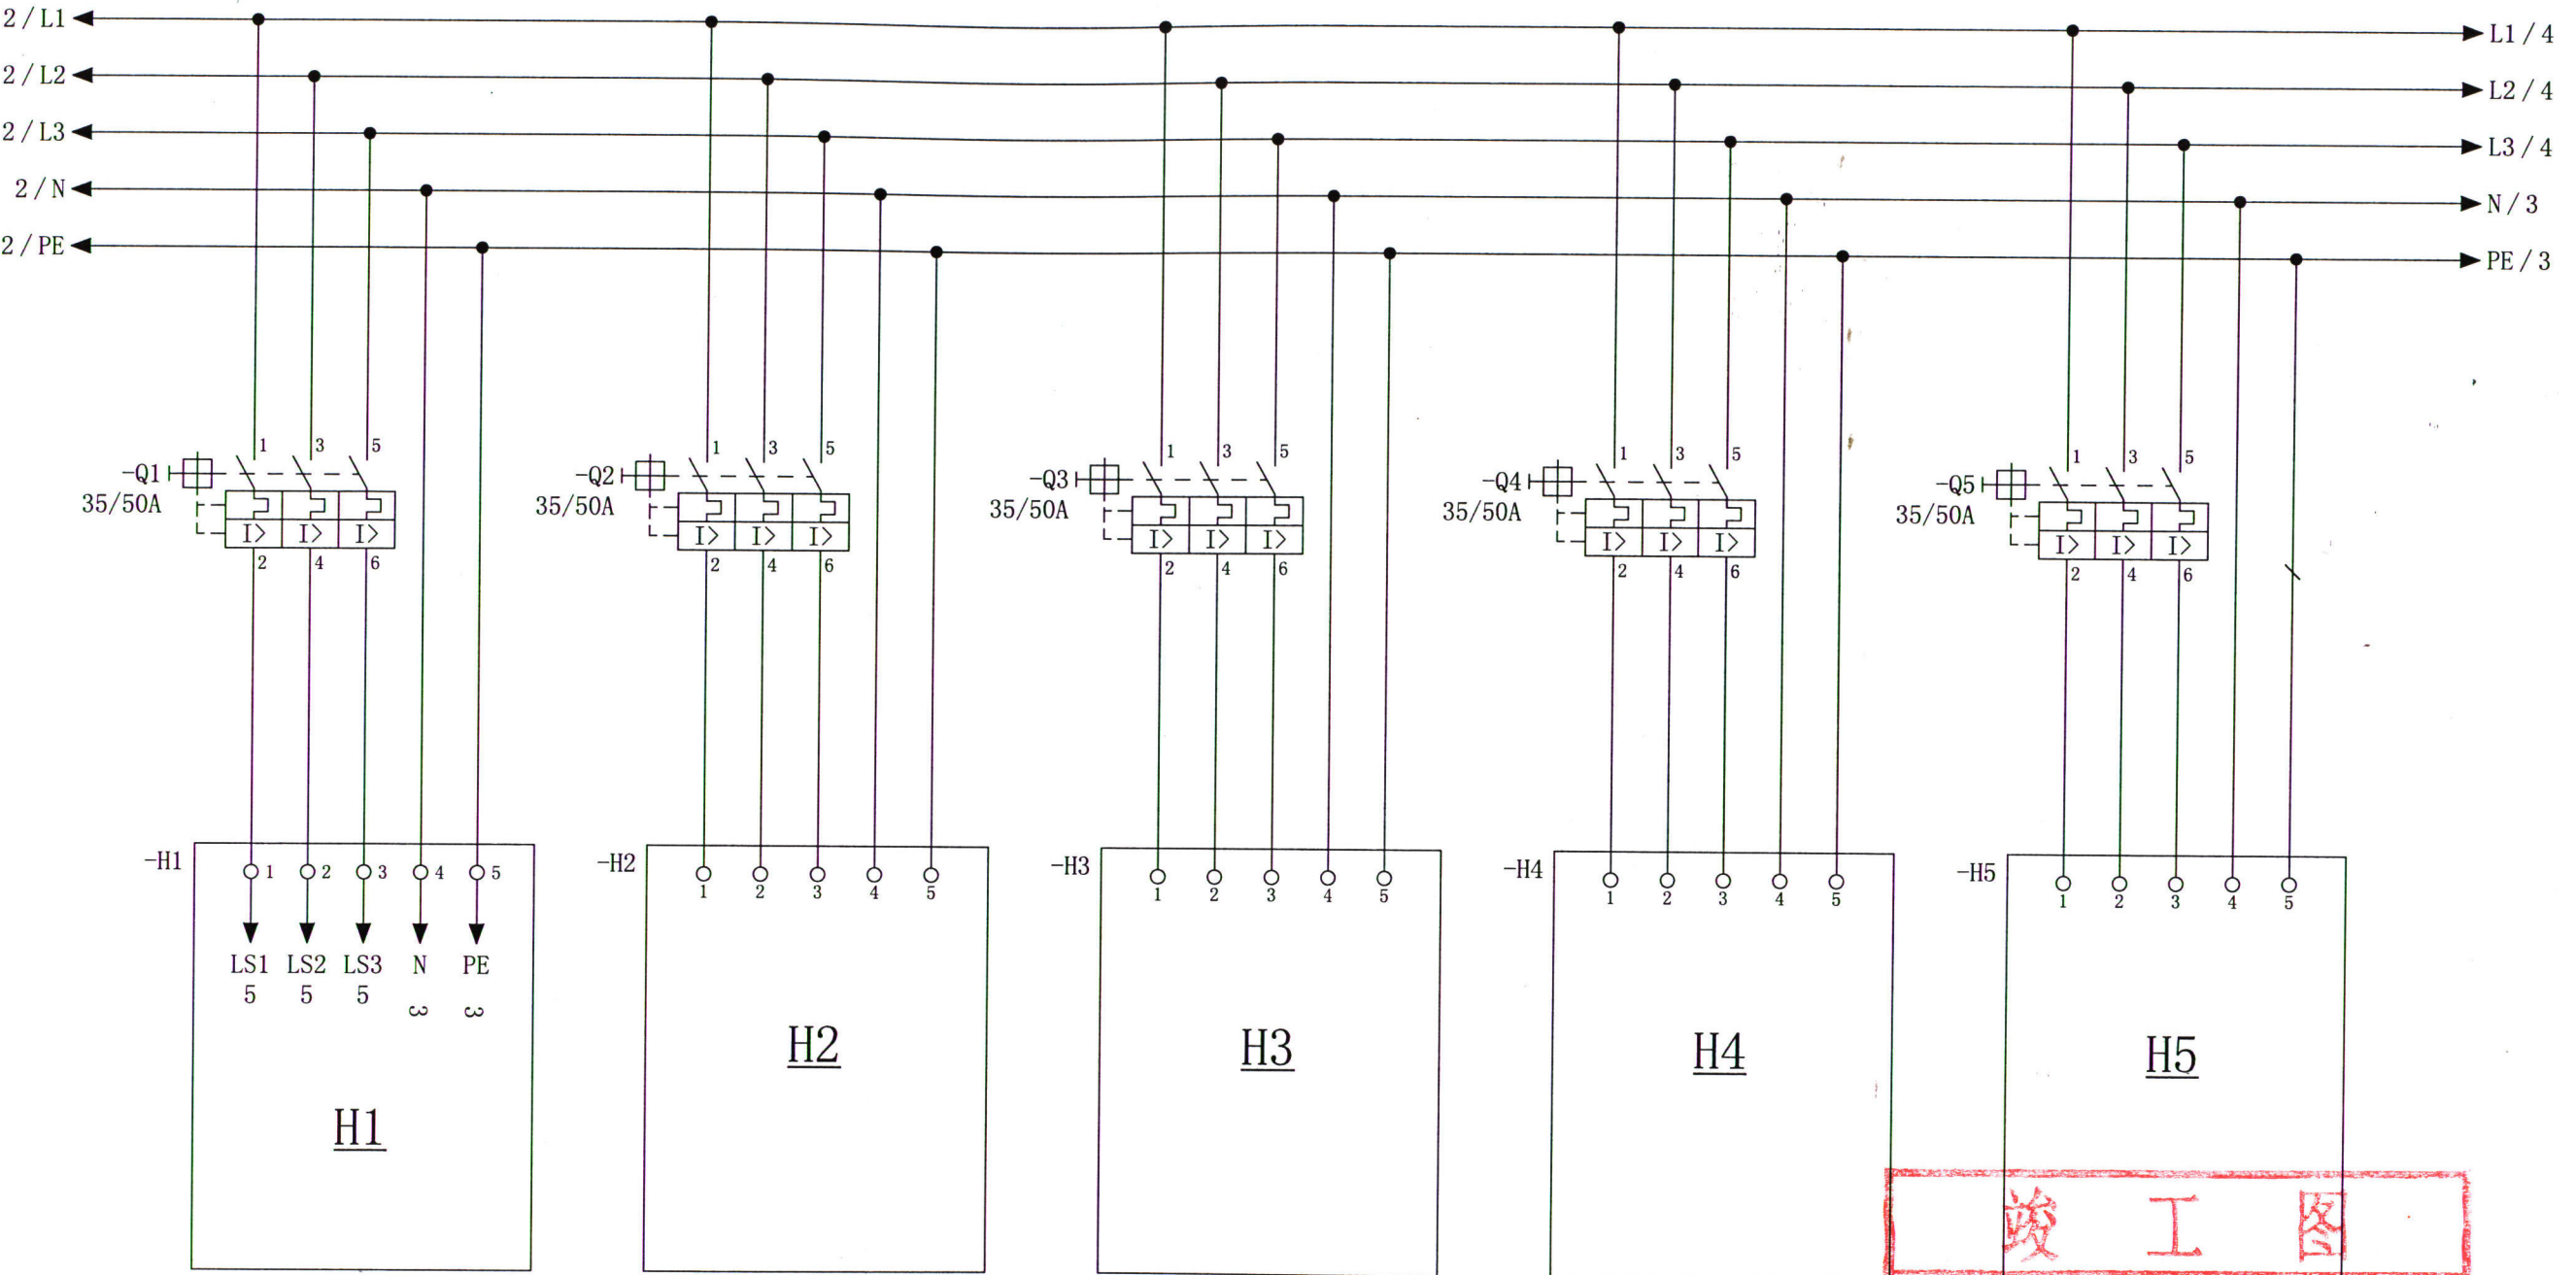 2/L1 L1/4
2/L2 L2/4
2/L3 L3/4
2/N N/3
2/PE PE/3
1 3 5 1 3 5 1 3 5 1 3 5 1 3 5
-Q1 -Q2 -Q3 -Q4 -Q5
35/50A 35/50A 35/50A 35/50A 35/50A
I> I> I> I> I> I> I> I> I> I> I> I> I> I> I>
2 4 6 2 4 6 2 4 6 2 4 6 2 4 6
-H1 -H2 -H3 -H4 -H5
1 2 3 4 5 1 2 3 4 5 1 2 3 4 5 1 2 3 4 5 1 2 3 4 5
LS1 LS2 LS3 N PE
5 5 5 3 3
H1 H2 H3 H4 H5
竣工图